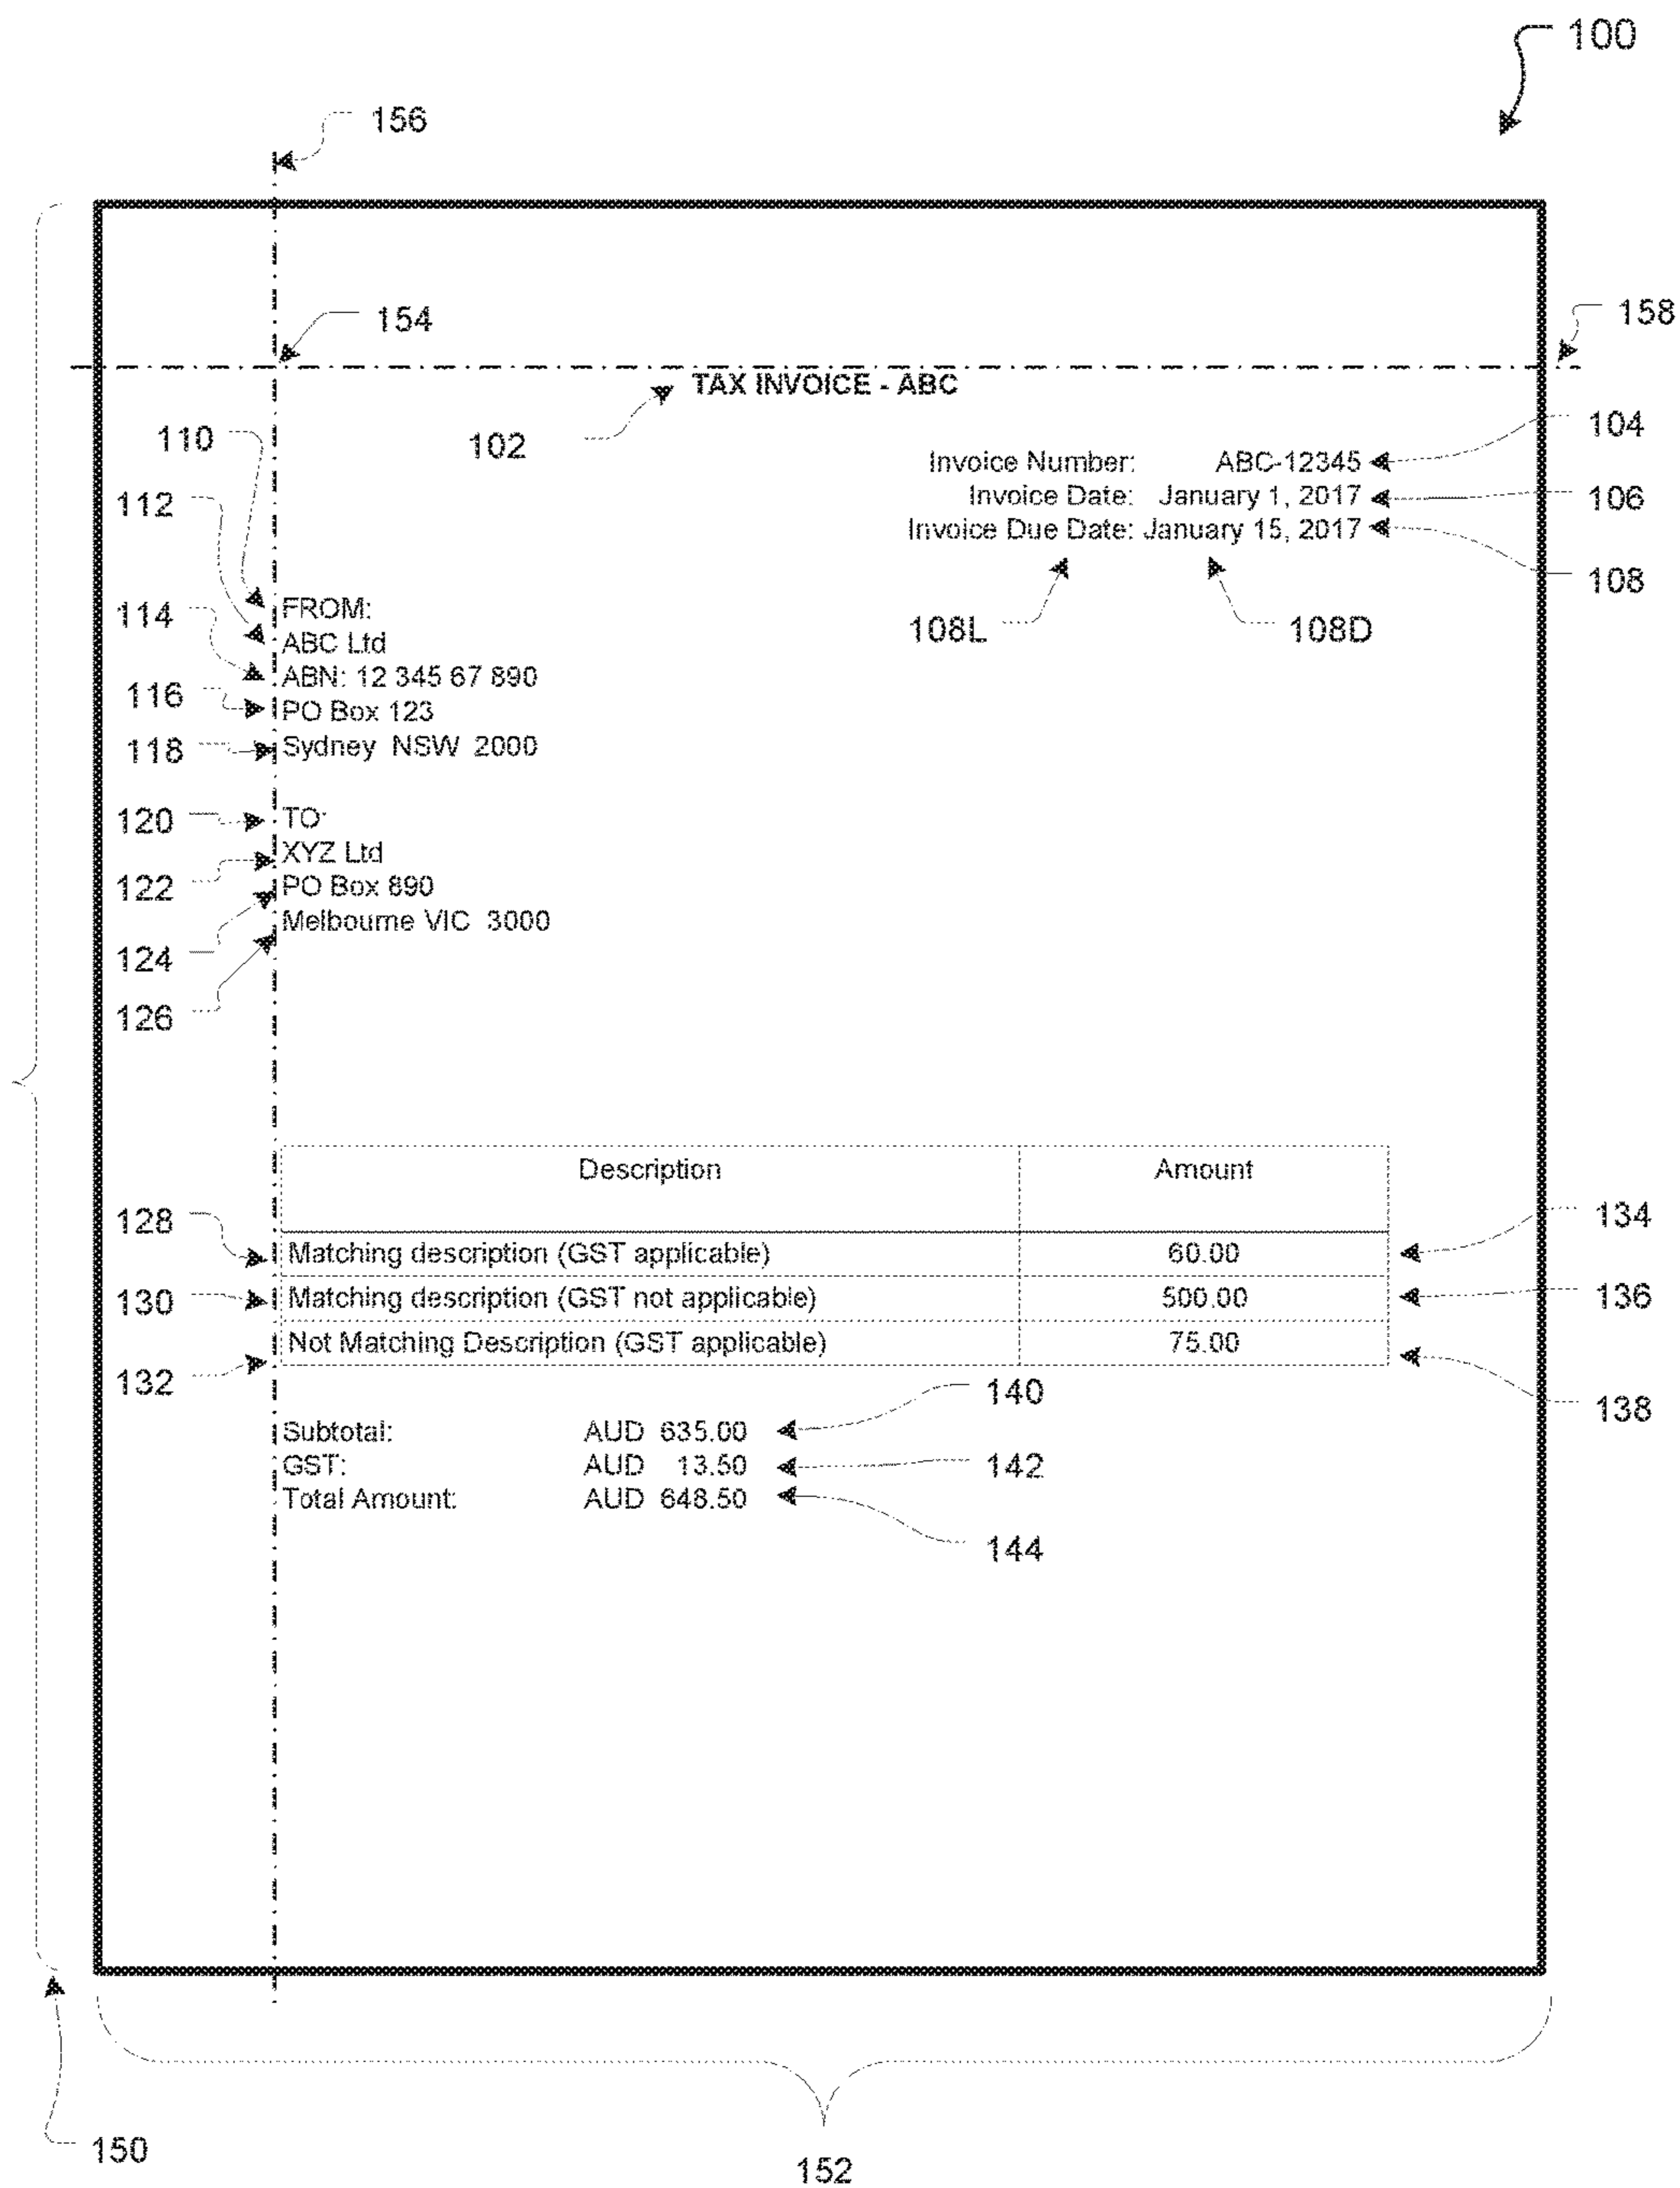 100
156
154
158
TAX INVOICE - ABC
102
104
Invoice Number: ABC-12345
106
Invoice Date: January 1, 2017
108
Invoice Due Date: January 15, 2017
108L
108D
110
112
114
116
118
FROM:
ABC Ltd
ABN: 12 345 67 890
PO Box 123
Sydney NSW 2000
120
122
124
126
TO:
XYZ Ltd
PO Box 890
Melbourne VIC 3000
Description Amount
128 Matching description (GST applicable) 60.00 134
130 Matching description (GST not applicable) 500.00 136
132 Not Matching Description (GST applicable) 75.00 138
Subtotal: AUD 635.00 140
GST: AUD 13.50 142
Total Amount: AUD 648.50 144
150
152